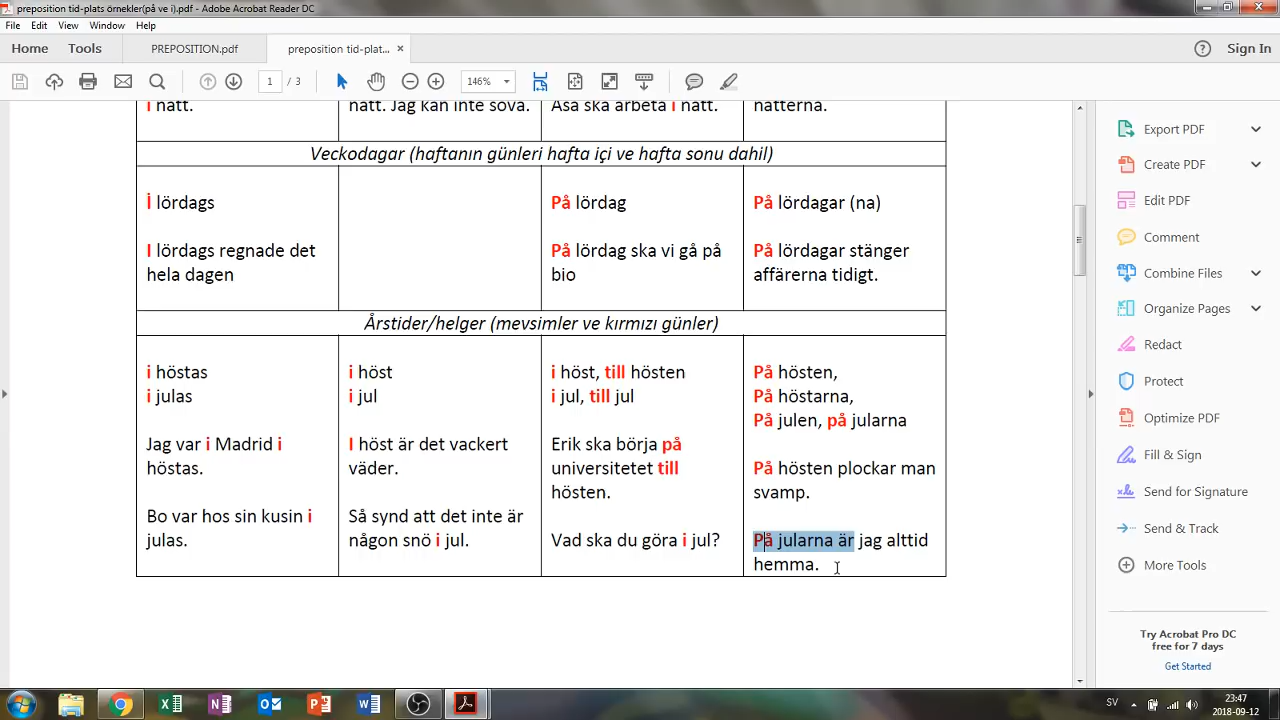 preposition tid-plats örnekler(på ve i).pdf - Adobe Acrobat Reader DC
File Edit View Window Help
Home Tools PREPOSITION.pdf preposition tid-plat... × Sign In
1 / 3 146%
i natt.
natt. Jag kan inte sova.
Åsa ska arbeta i natt.
nätterna.
Veckodagar (haftanın günleri hafta içi ve hafta sonu dahil)
İ lördags
I lördags regnade det
hela dagen
På lördag
På lördag ska vi gå på
bio
På lördagar (na)
På lördagar stänger
affärerna tidigt.
Årstider/helger (mevsimler ve kırmızı günler)
i höstas
i julas
Jag var i Madrid i
höstas.
Bo var hos sin kusin i
julas.
i höst
i jul
I höst är det vackert
väder.
Så synd att det inte är
någon snö i jul.
i höst, till hösten
i jul, till jul
Erik ska börja på
universitetet till
hösten.
Vad ska du göra i jul?
På hösten,
På höstarna,
På julen, på jularna
På hösten plockar man
svamp.
På jularna är jag alttid
hemma.
Export PDF
Create PDF
Edit PDF
Comment
Combine Files
Organize Pages
Redact
Protect
Optimize PDF
Fill & Sign
Send for Signature
Send & Track
More Tools
Try Acrobat Pro DC
free for 7 days
Get Started
SV
23:47
2018-09-12